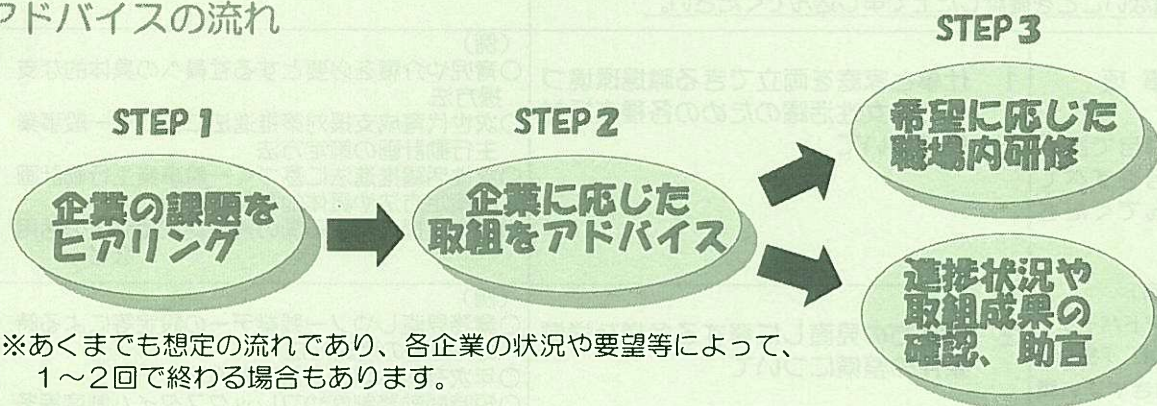 アドバイスの流れ
STEP 1
企業の課題を
ヒアリング
STEP 2
企業に応じた
取組をアドバイス
STEP 3
希望に応じた
職場内研修
進捗状況や
取組成果の
確認、助言
※あくまでも想定の流れであり、各企業の状況や要望等によって、
1～2回で終わる場合もあります。